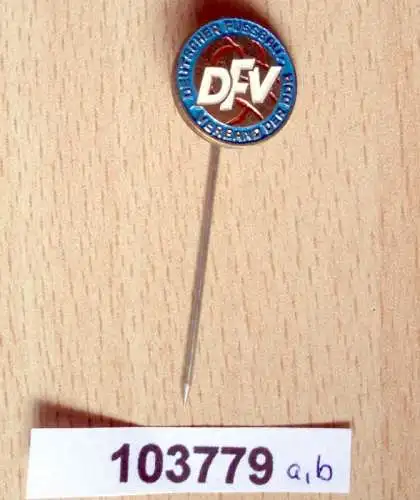 DEUTSCHER FUSSBALL-
VERBAND DER DDR
DFV
103779 a,b